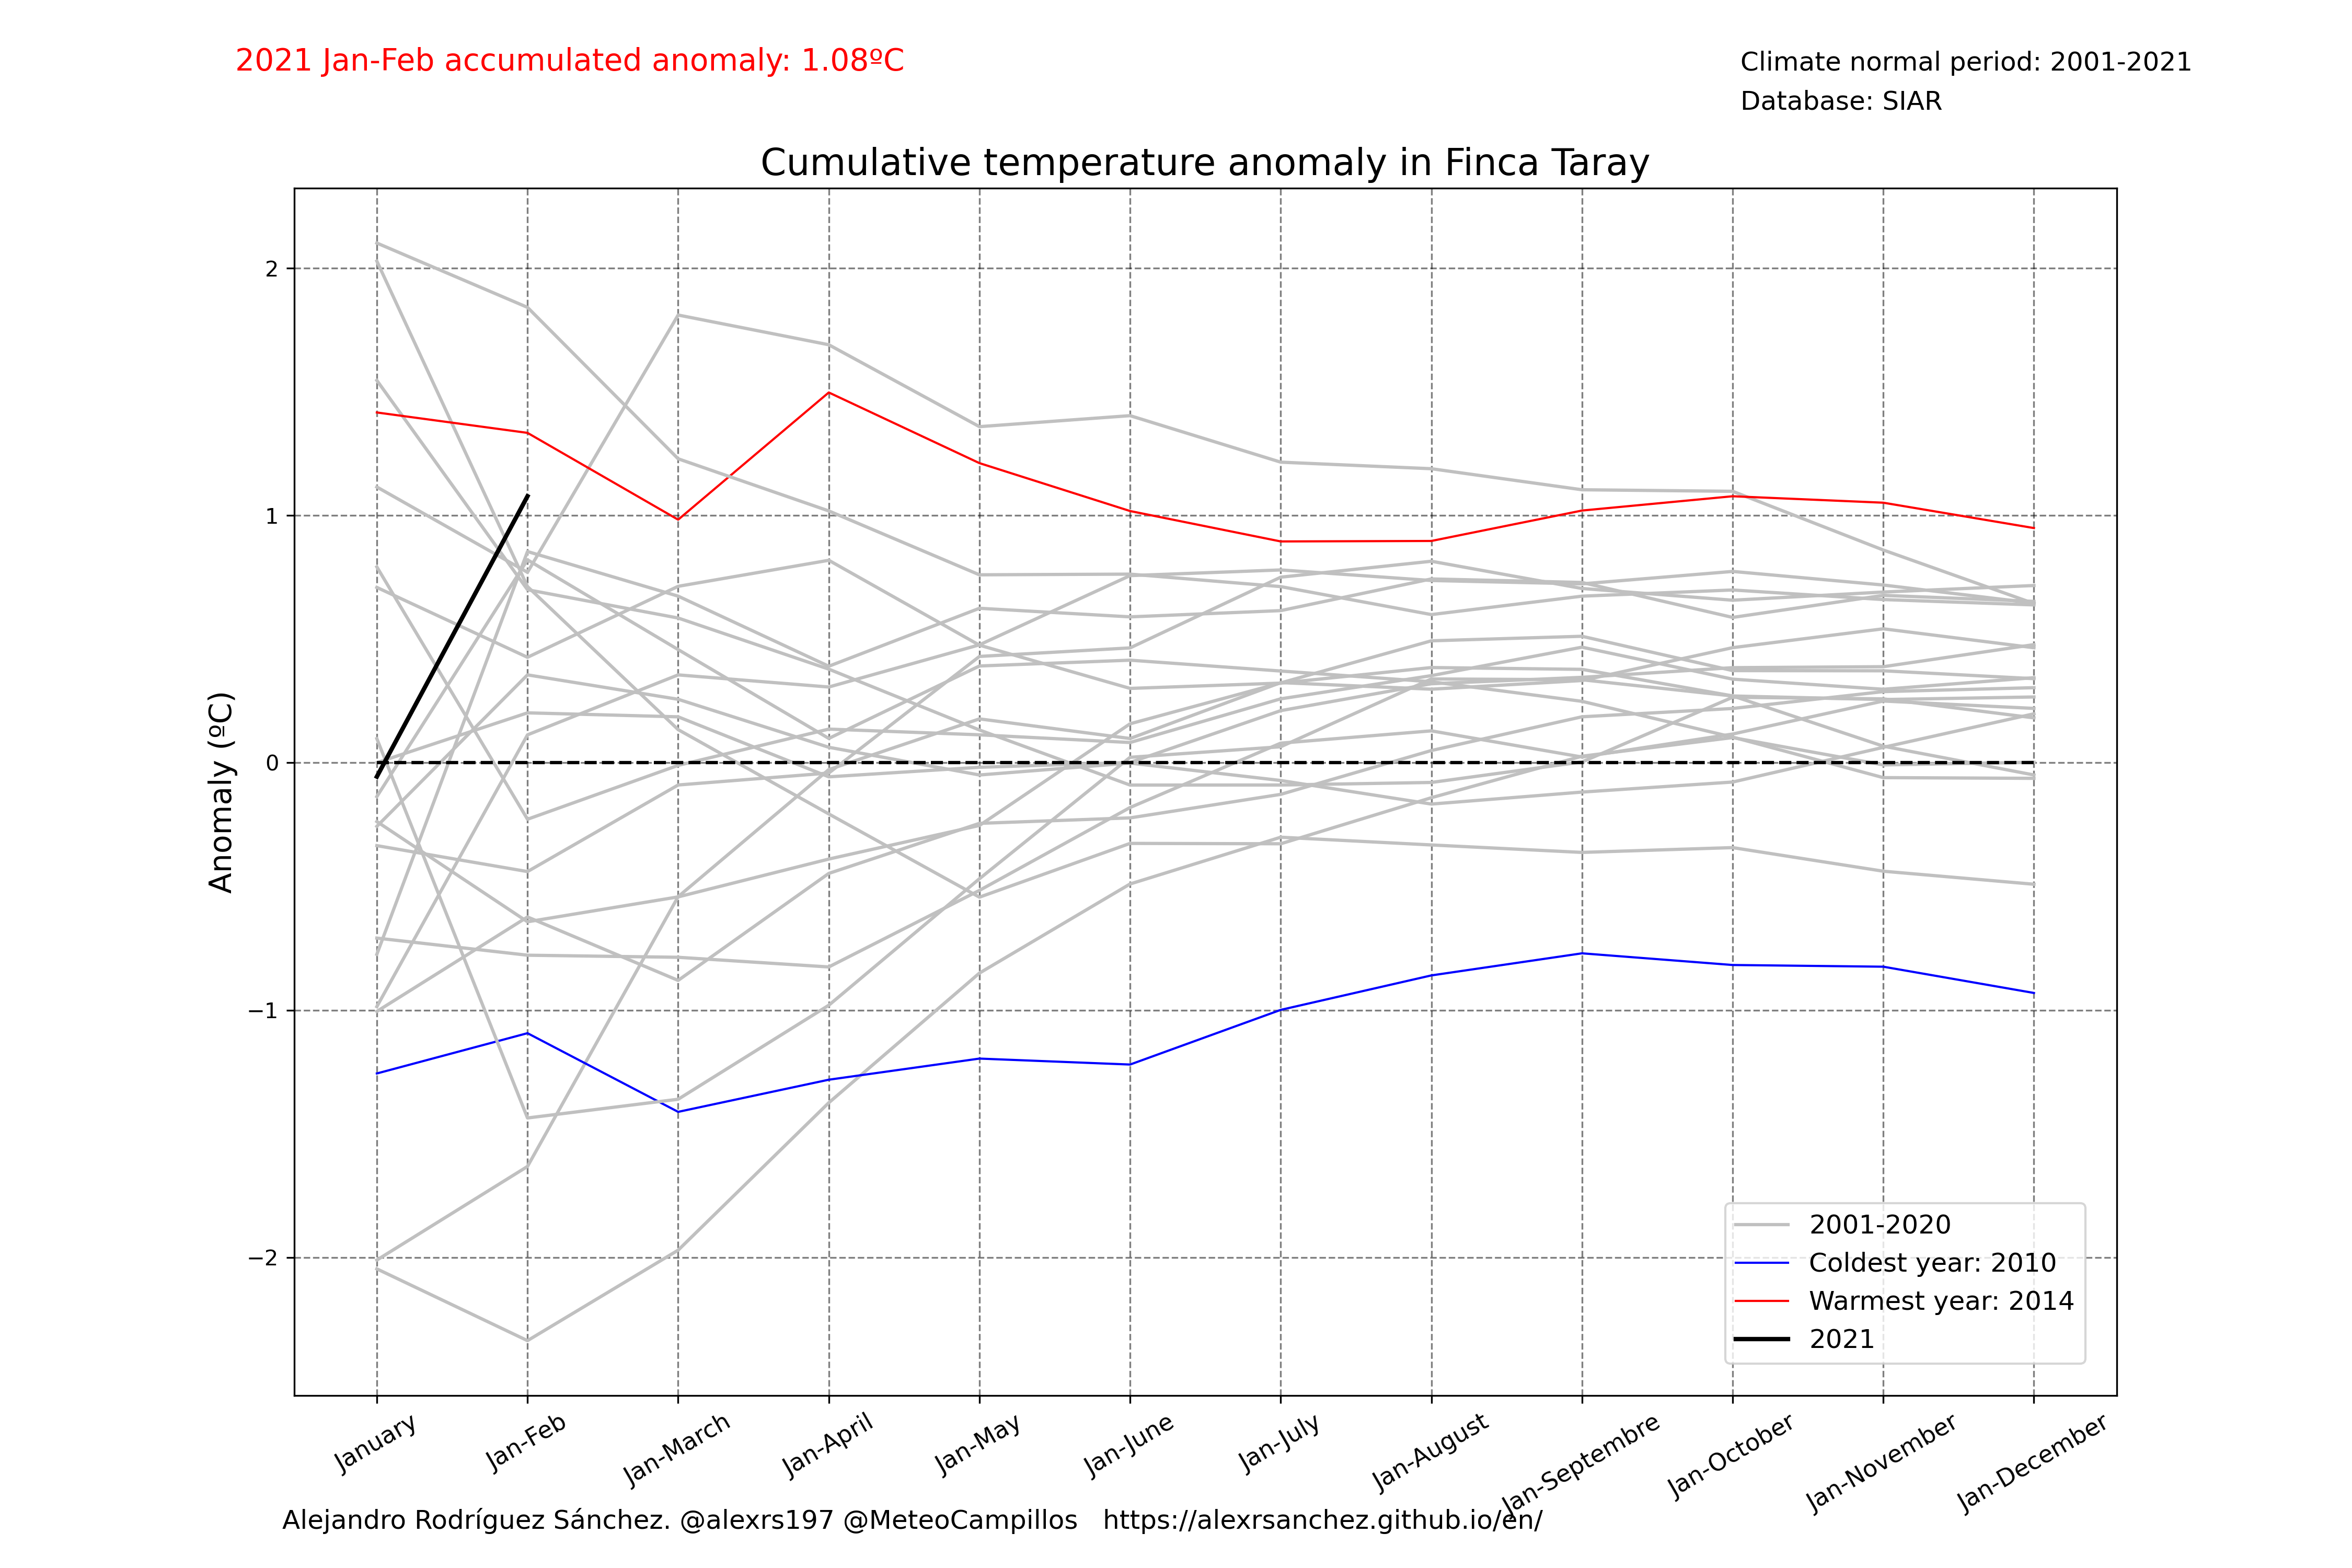 2021 Jan-Feb accumulated anomaly: 1.08ºC
Climate normal period: 2001-2021
Database: SIAR
Cumulative temperature anomaly in Finca Taray
Anomaly (ºC)
2
1
0
−1
−2
2001-2020
Coldest year: 2010
Warmest year: 2014
2021
January
Jan-Feb
Jan-March
Jan-April
Jan-May
Jan-June
Jan-July
Jan-August
Jan-Septembre
Jan-October
Jan-November
Jan-December
Alejandro Rodríguez Sánchez. @alexrs197 @MeteoCampillos   https://alexrsanchez.github.io/en/